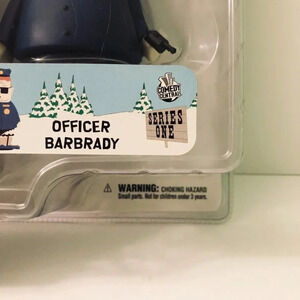 COMEDY
CENTRAL
OFFICER
BARBRADY
SERIES
ONE
WARNING: CHOKING HAZARD
Small parts. Not for children under 3 years.